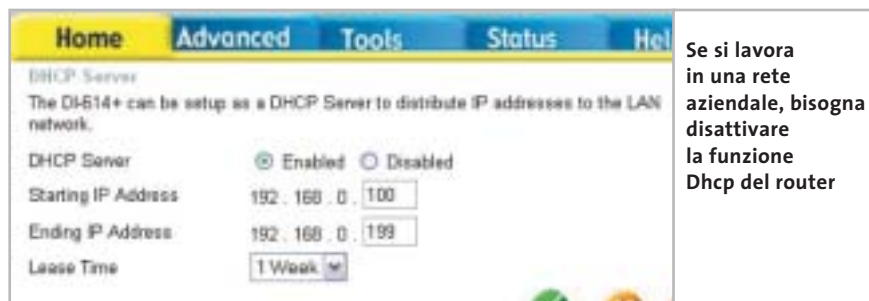 Home Advanced Tools Status Hel
DHCP Server
The DI-614+ can be setup as a DHCP Server to distribute IP addresses to the LAN
network.
DHCP Server Enabled Disabled
Starting IP Address 192 . 168 . 0 . 100
Ending IP Address 192 . 168 . 0 . 199
Lease Time 1 Week
Se si lavora
in una rete
aziendale, bisogna
disattivare
la funzione
Dhcp del router